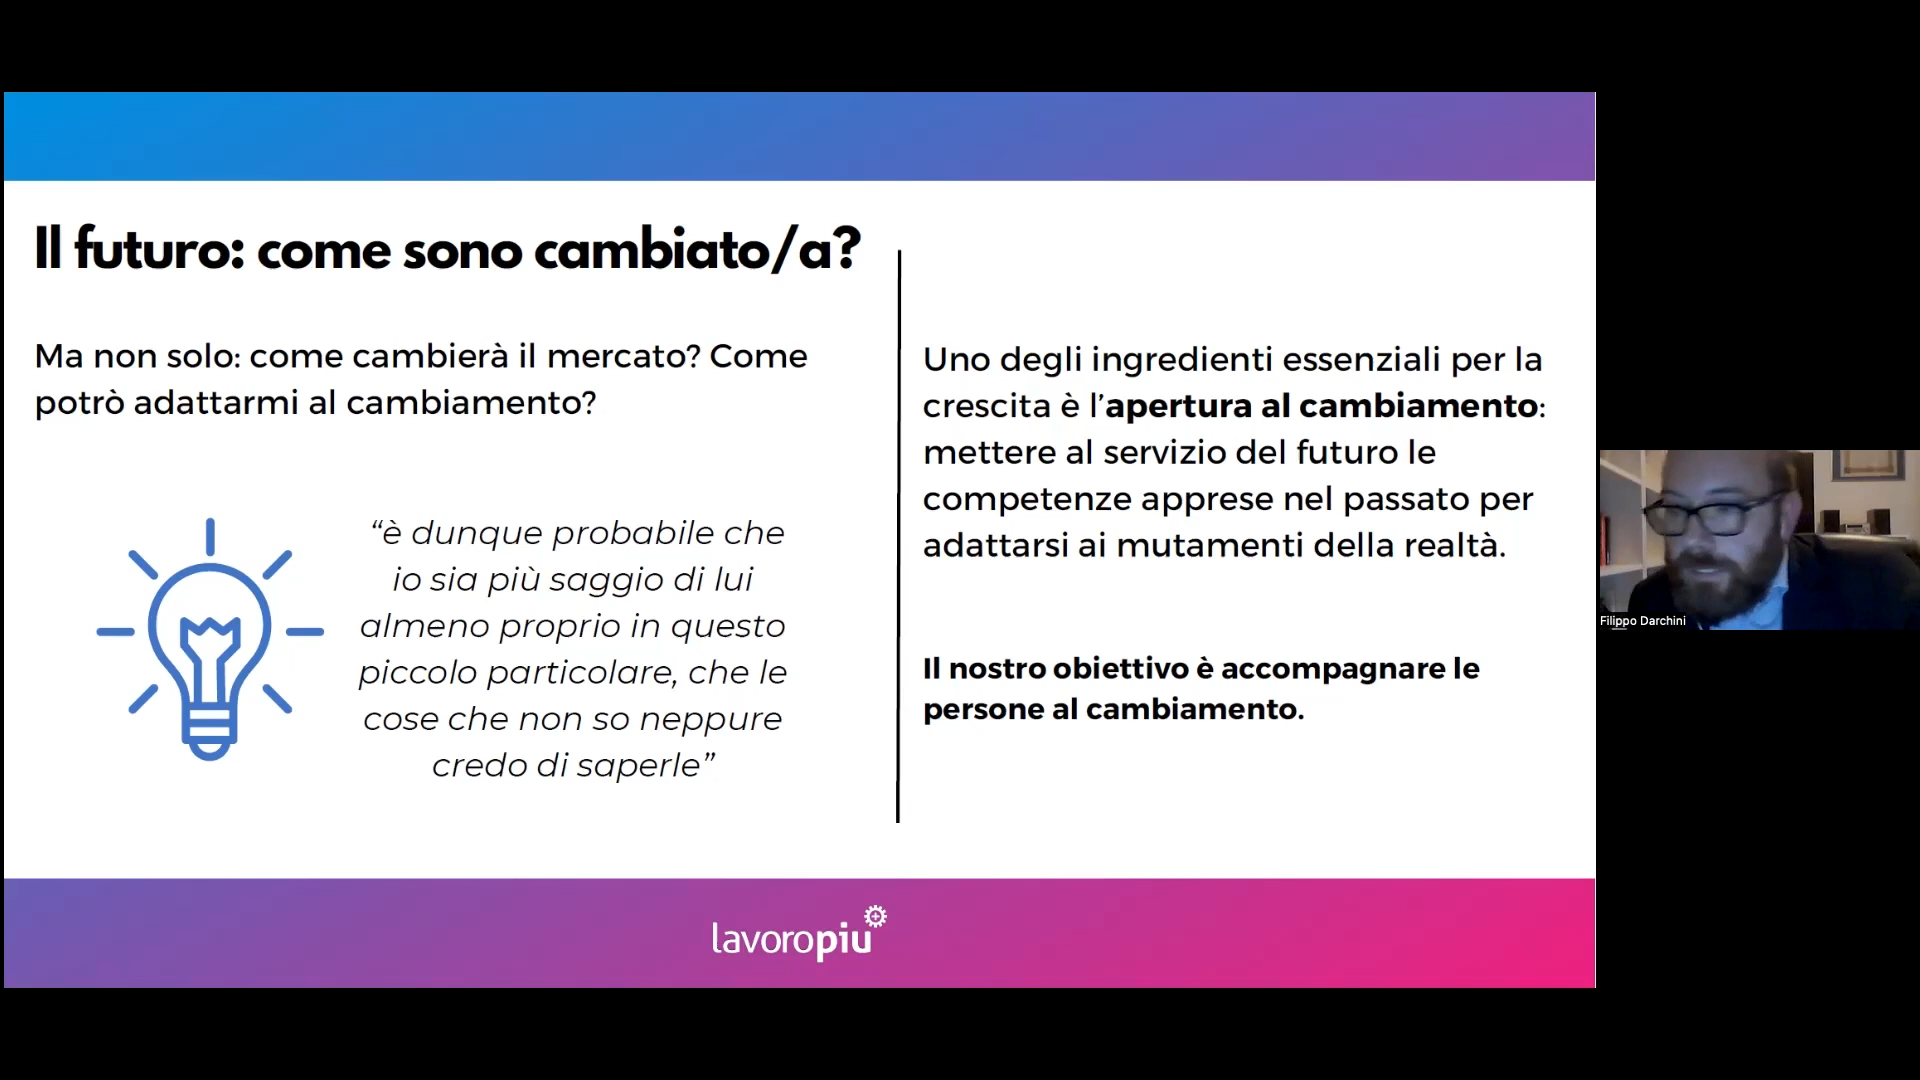 Il futuro: come sono cambiato/a?
Ma non solo: come cambierà il mercato? Come
potrò adattarmi al cambiamento?
“è dunque probabile che
io sia più saggio di lui
almeno proprio in questo
piccolo particolare, che le
cose che non so neppure
credo di saperle”
Uno degli ingredienti essenziali per la
crescita è l’apertura al cambiamento:
mettere al servizio del futuro le
competenze apprese nel passato per
adattarsi ai mutamenti della realtà.
Il nostro obiettivo è accompagnare le
persone al cambiamento.
lavoropiu
Filippo Darchini